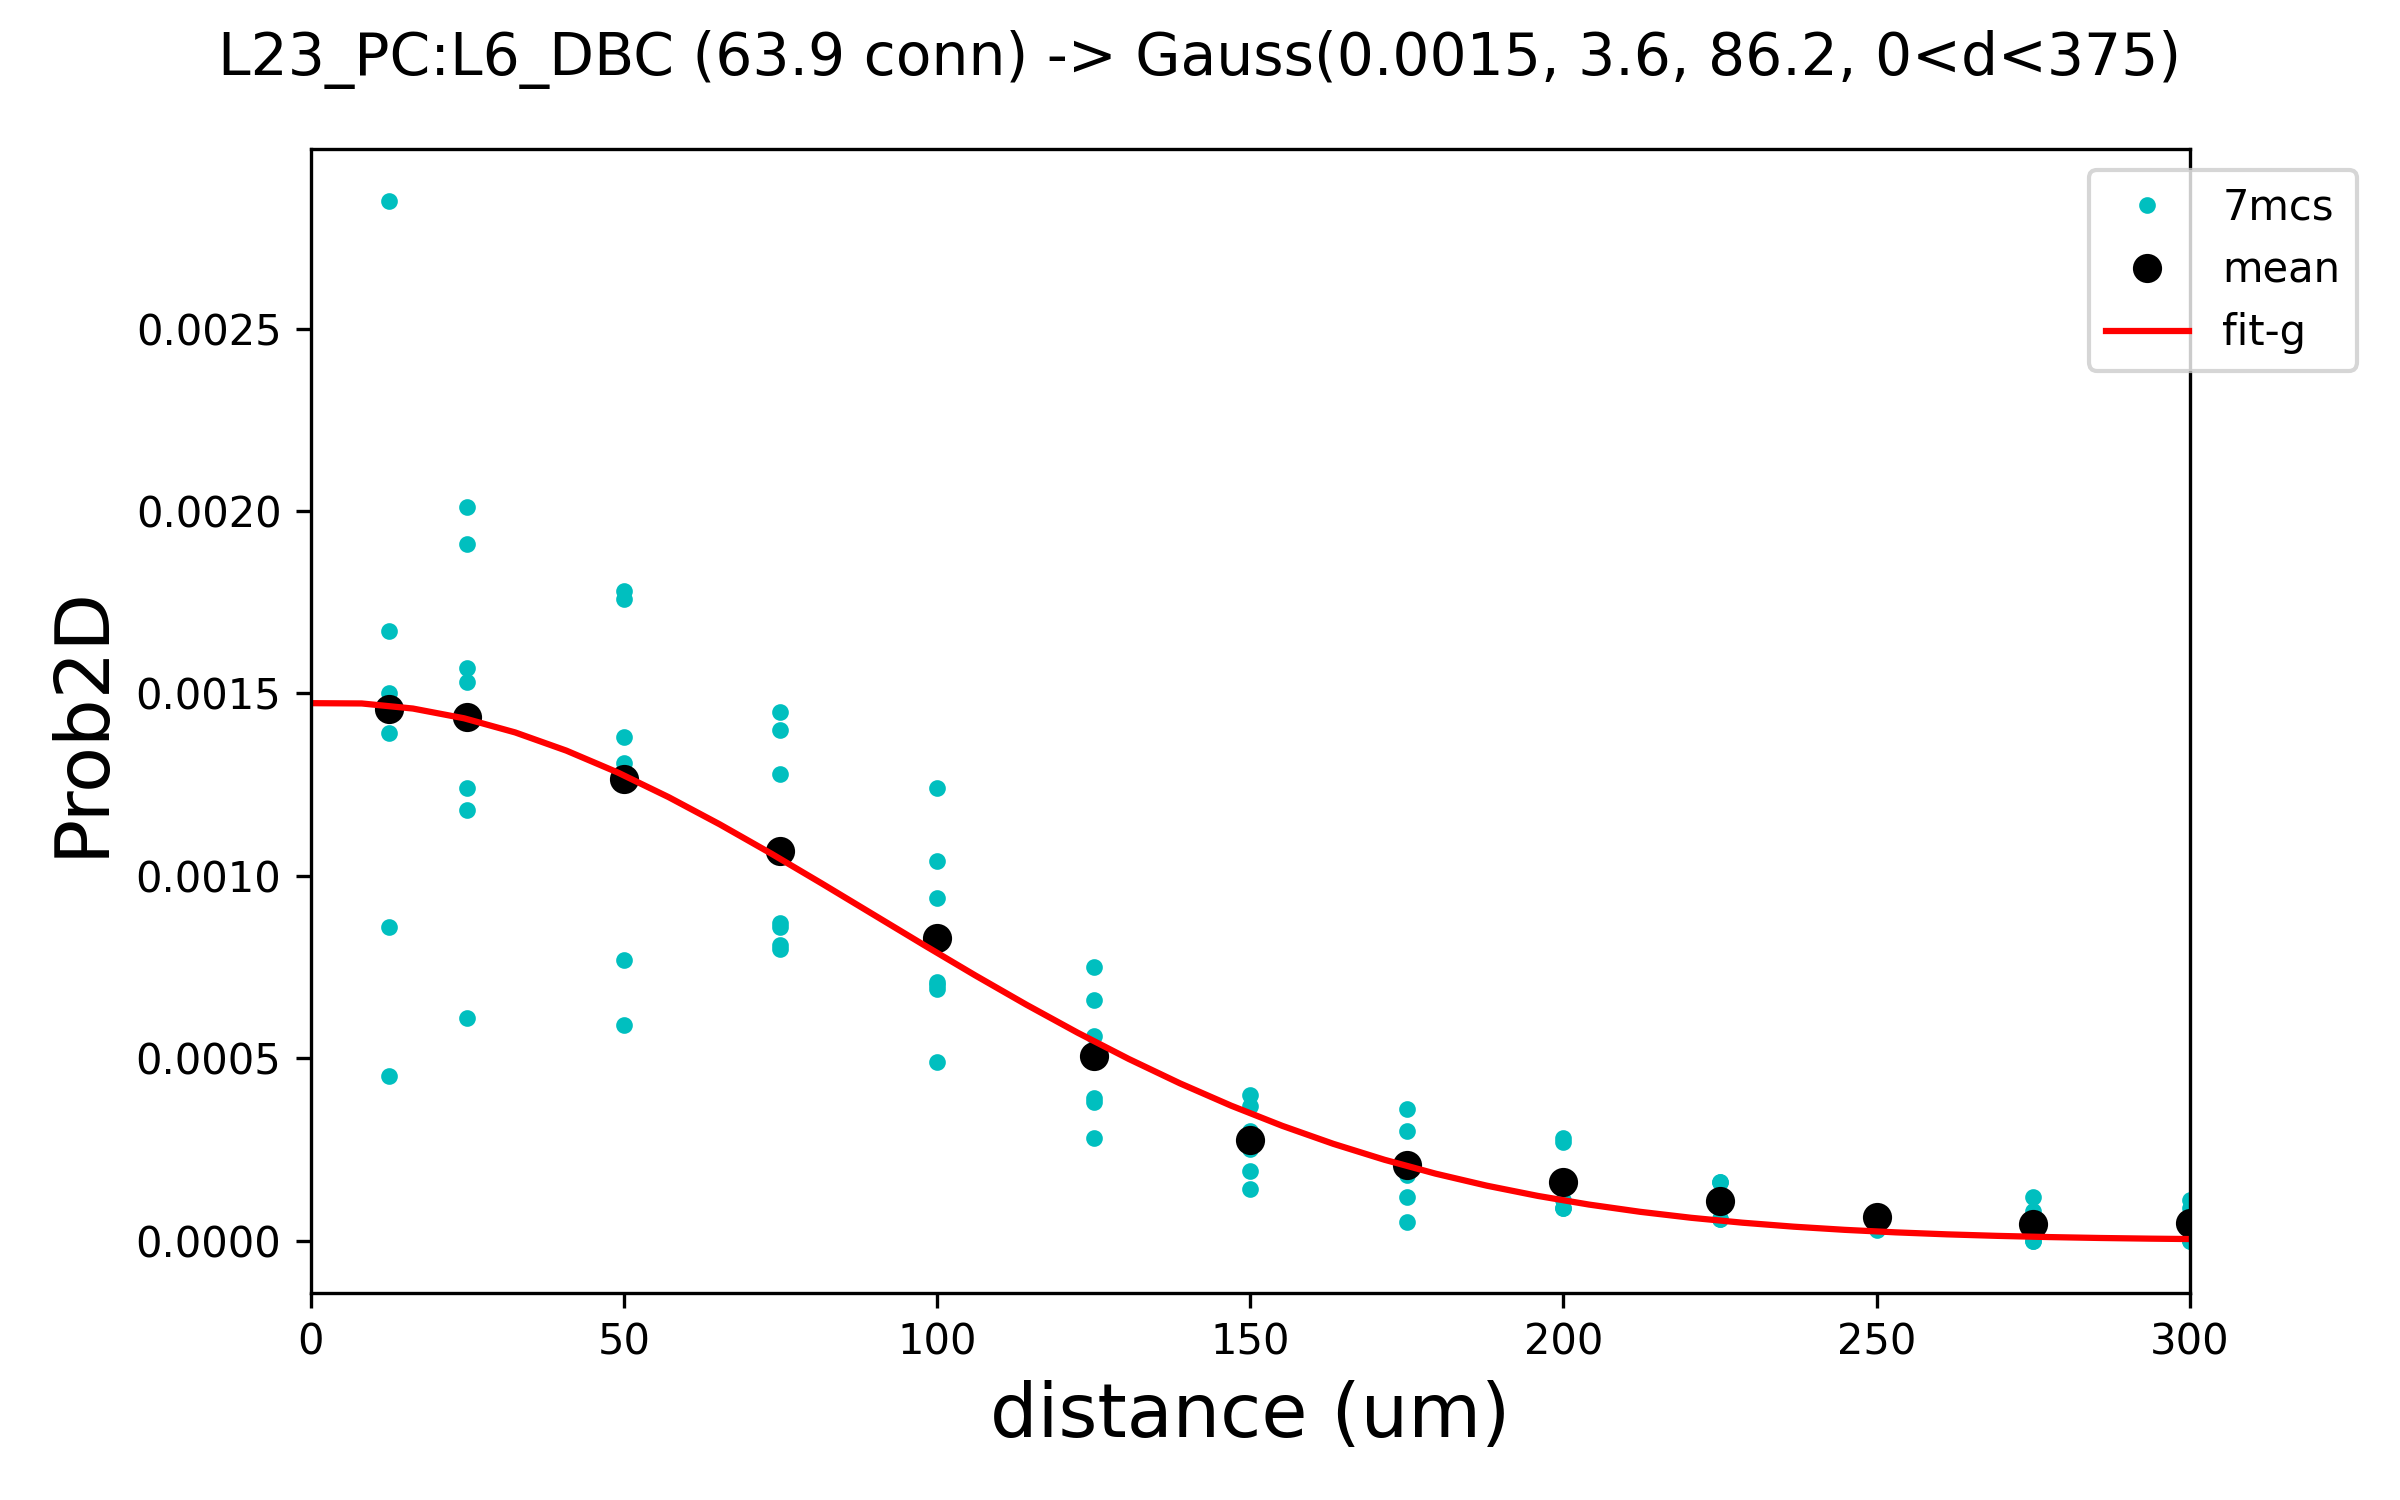 L23_PC:L6_DBC (63.9 conn) -> Gauss(0.0015, 3.6, 86.2, 0<d<375)
7mcs
mean
fit-g
0.0025
0.0020
0.0015
0.0010
0.0005
0.0000
Prob2D
0 50 100 150 200 250 300
distance (um)